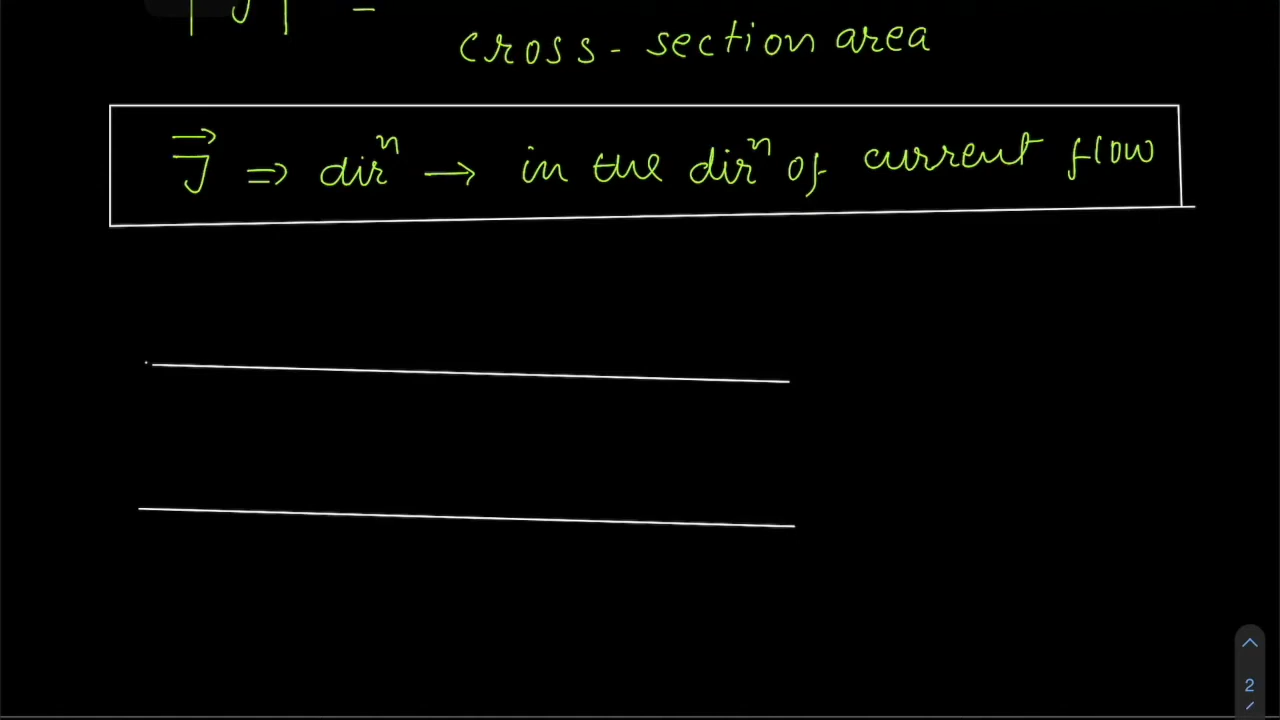 |J| =
cross-section area
J⃗ ⇒ dirⁿ → in the dirⁿ of current flow
2